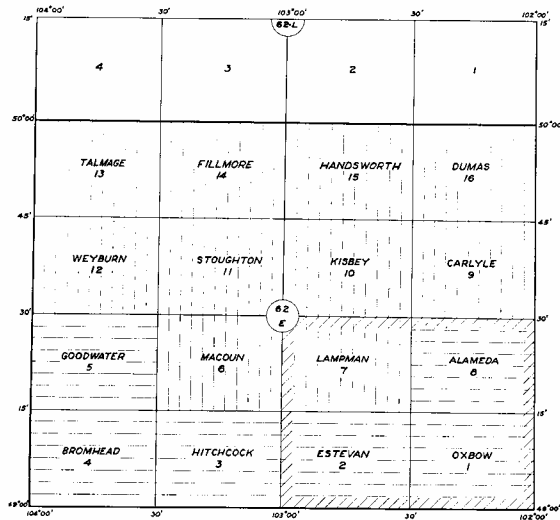 104°00' 30' 103°00' 30' 102°00'
15' 62-L 15'
4 3 2 1
50°00 50°00'
TALMAGE FILLMORE HANDSWORTH DUMAS
13 14 15 16
45' 45'
WEYBURN STOUGHTON KISBEY CARLYLE
12 11 10 9
30' 62 30'
E
GOODWATER MACOUN LAMPMAN ALAMEDA
5 6 7 8
15' 15'
BROMHEAD HITCHCOCK ESTEVAN OXBOW
4 3 2 1
49°00' 49°00'
104°00' 30' 103°00' 30' 102°00'